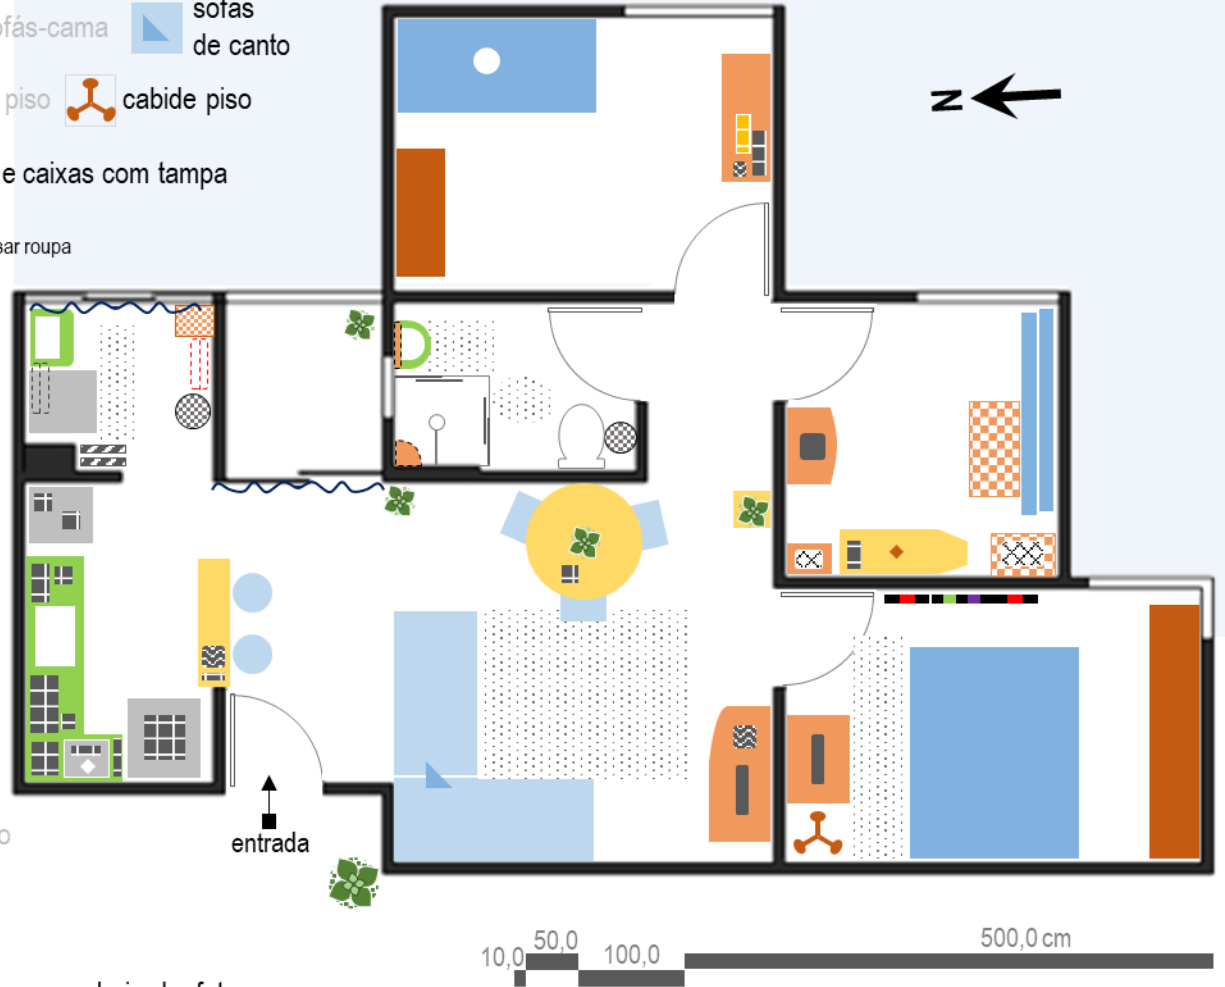 sofas
ofás-cama
de canto
piso
cabide piso
N
e caixas com tampa
sar roupa
entrada
o
500,0 cm
50,0
100,0
10,0